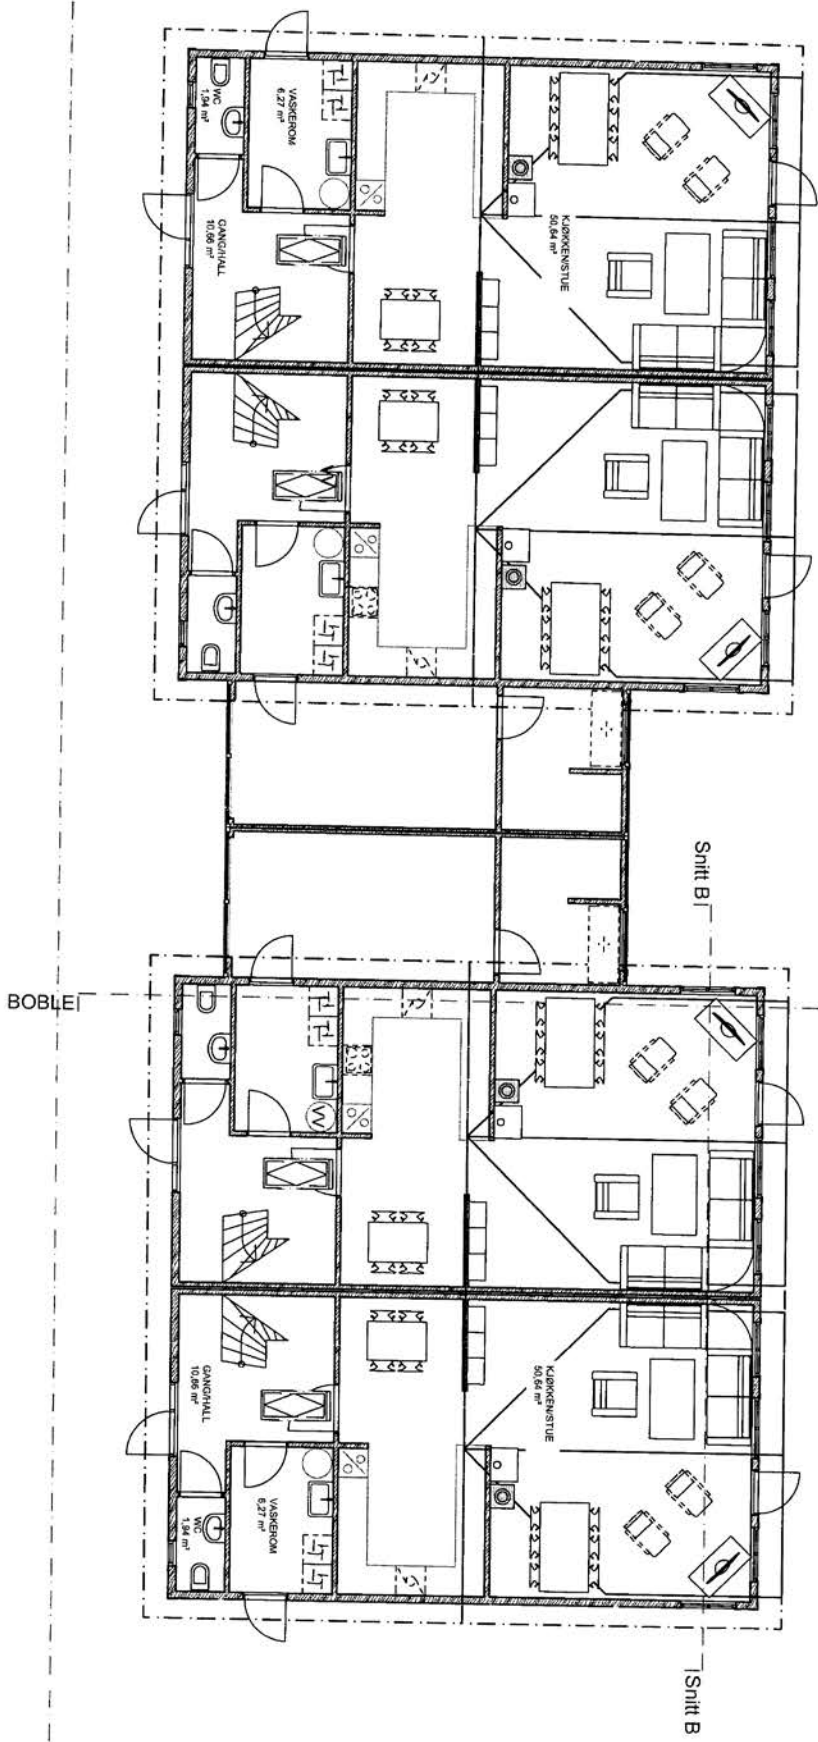 WC
1,94 m²
VASKEROM
6,27 m²
GANG/HALL
10,66 m²
KJØKKEN/STUE
50,64 m²
Snitt B
BOBLE
KJØKKEN/STUE
50,64 m²
GANG/HALL
10,66 m²
VASKEROM
6,27 m²
WC
1,94 m²
Snitt B